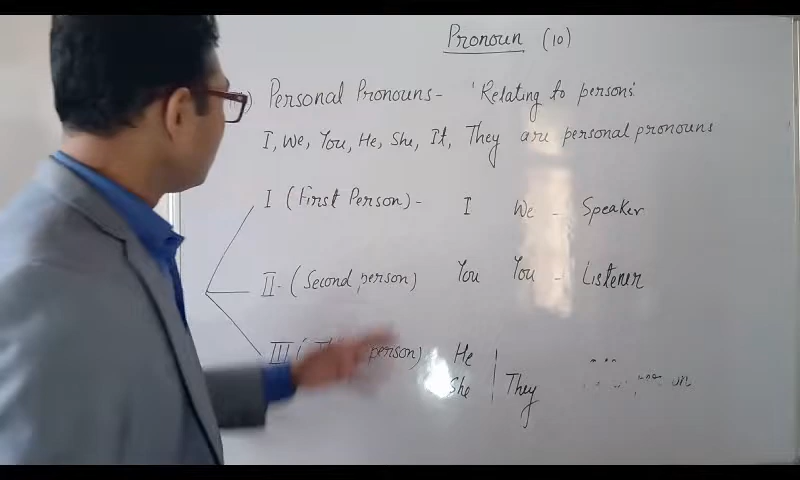 Pronoun (10)
) Personal Pronouns- 'Relating to persons'
I, We, You, He, She, It, They are personal pronouns
I (First Person)- I We - Speaker
II- (Second person) You You - Listener
III ( person) He
She They on